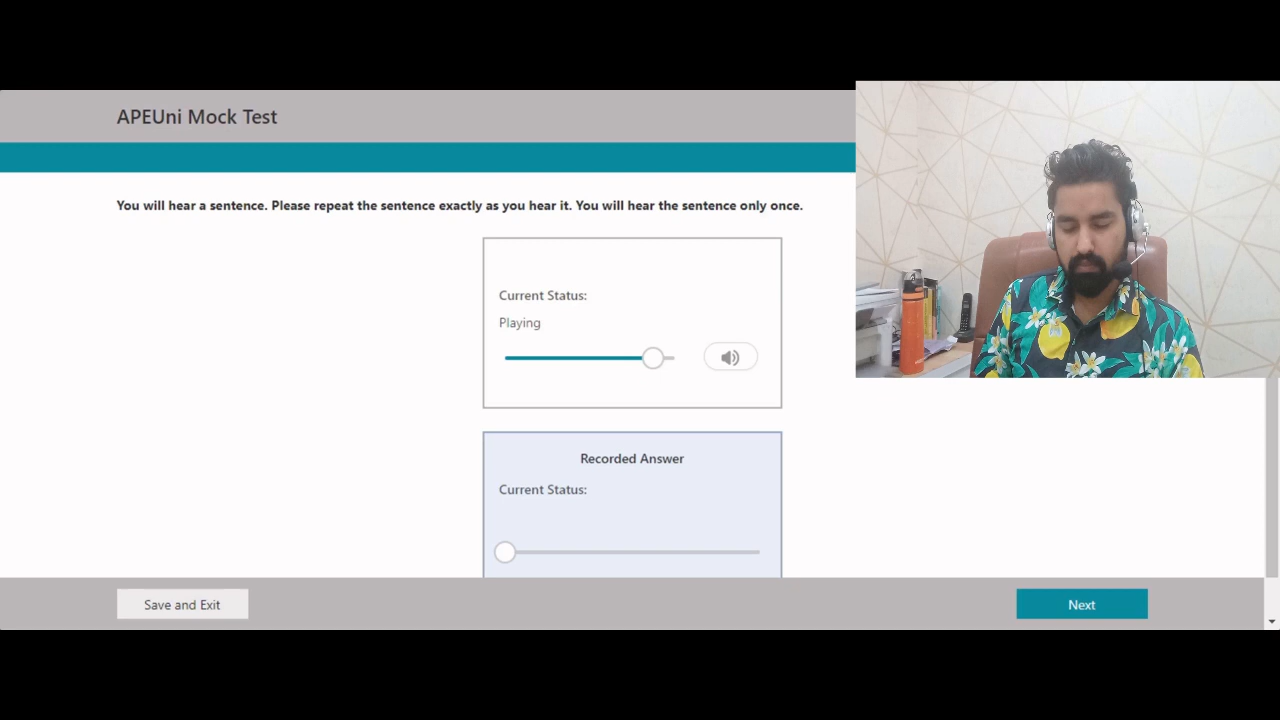 APEUni Mock Test
You will hear a sentence. Please repeat the sentence exactly as you hear it. You will hear the sentence only once.
Current Status:
Playing
Recorded Answer
Current Status:
Save and Exit
Next